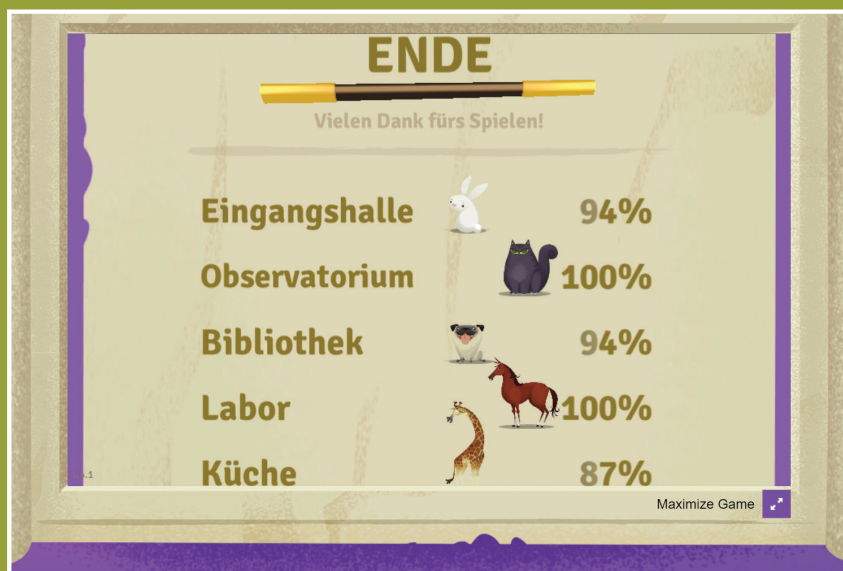 ENDE
Vielen Dank fürs Spielen!
Eingangshalle 94%
Observatorium 100%
Bibliothek 94%
Labor 100%
Küche 87%
Maximize Game